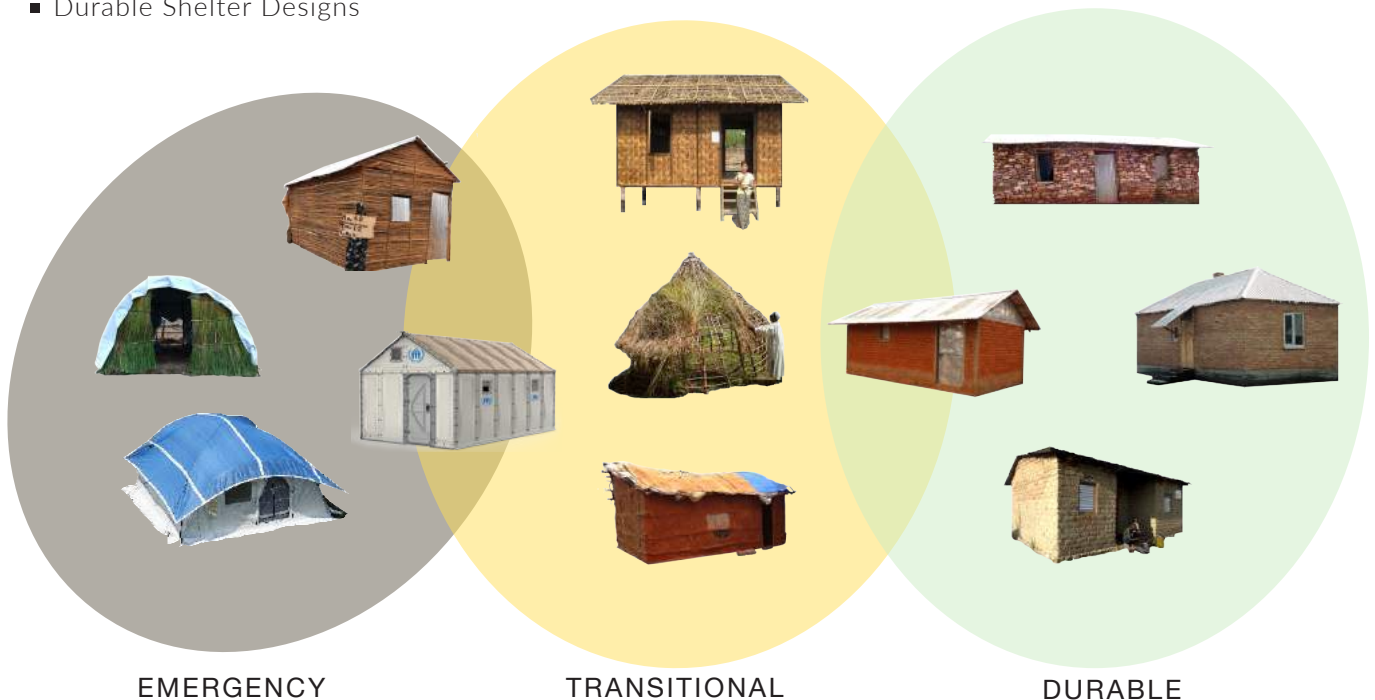 ▪ Durable Shelter Designs
EMERGENCY
TRANSITIONAL
DURABLE